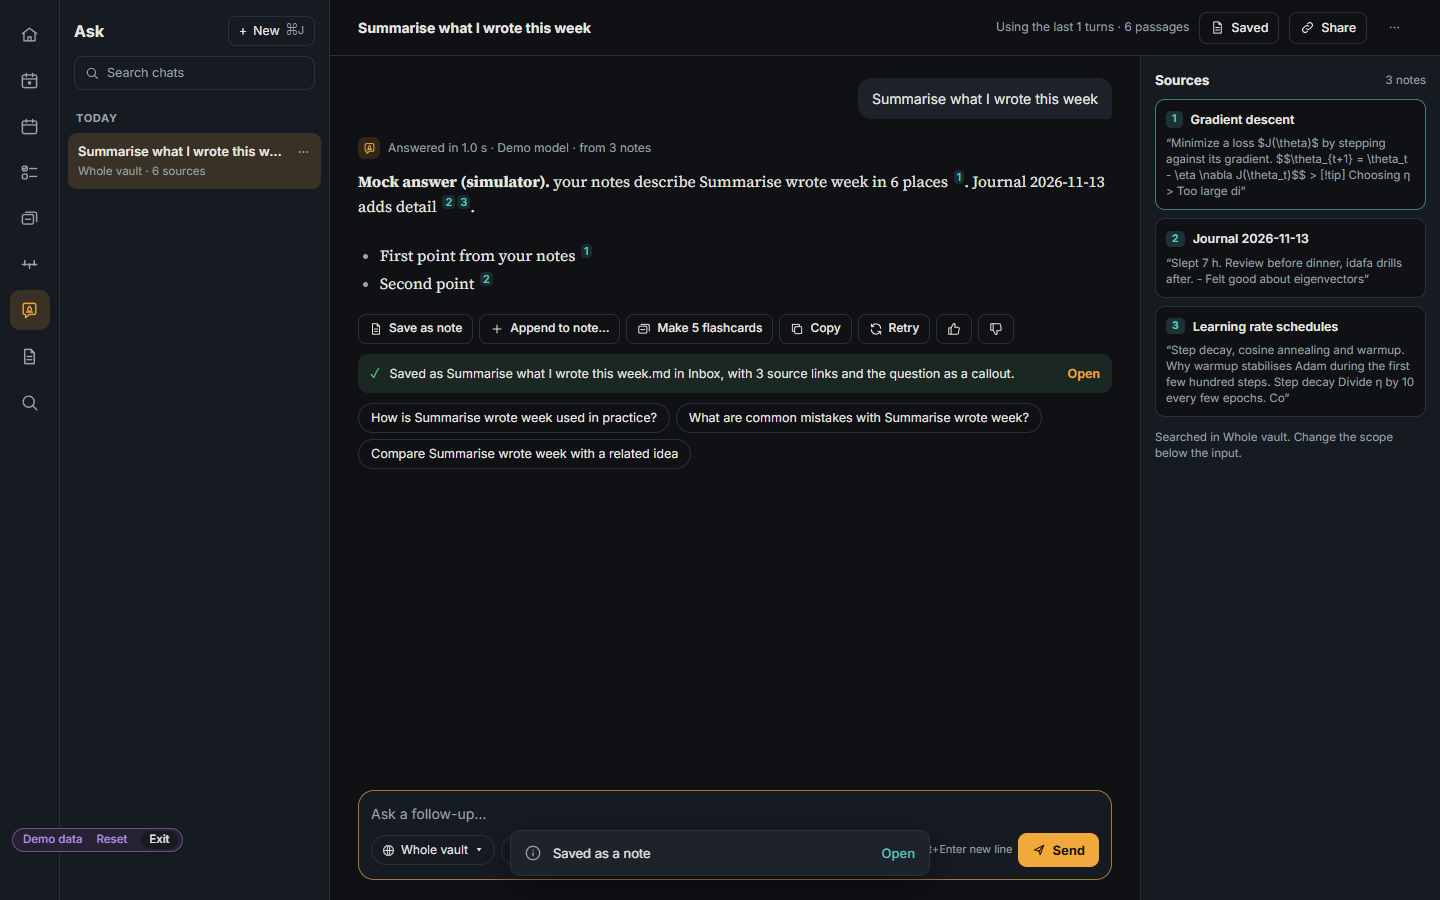 Ask
+ New ⌘J
Search chats
TODAY
Summarise what I wrote this w... ···
Whole vault · 6 sources
Demo data Reset Exit
Summarise what I wrote this week
Using the last 1 turns · 6 passages
Saved
Share
···
Summarise what I wrote this week
Answered in 1.0 s · Demo model · from 3 notes
Mock answer (simulator). your notes describe Summarise wrote week in 6 places 1. Journal 2026-11-13
adds detail 2 3.
• First point from your notes 1
• Second point 2
Save as note
Append to note...
Make 5 flashcards
Copy
Retry
✓ Saved as Summarise what I wrote this week.md in Inbox, with 3 source links and the question as a callout. Open
How is Summarise wrote week used in practice?
What are common mistakes with Summarise wrote week?
Compare Summarise wrote week with a related idea
Ask a follow-up...
Whole vault
Saved as a note Open
+Enter new line
Send
Sources 3 notes
1 Gradient descent
“Minimize a loss $J(\theta)$ by stepping
against its gradient. $$\theta_{t+1} = \theta_t
- \eta \nabla J(\theta_t)$$ > [!tip] Choosing η
> Too large di”
2 Journal 2026-11-13
“Slept 7 h. Review before dinner, idafa drills
after. - Felt good about eigenvectors”
3 Learning rate schedules
“Step decay, cosine annealing and warmup.
Why warmup stabilises Adam during the first
few hundred steps. Step decay Divide η by 10
every few epochs. Co”
Searched in Whole vault. Change the scope
below the input.